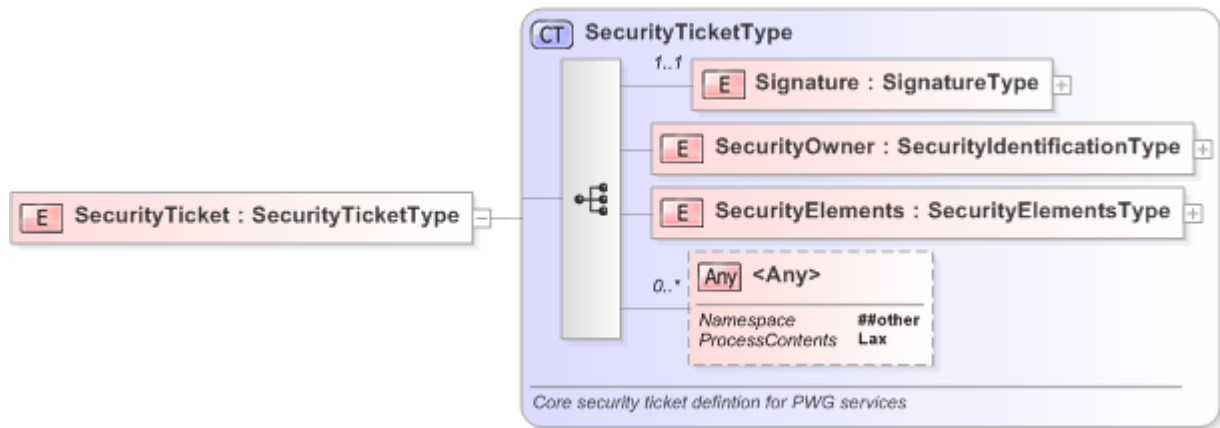 CT SecurityTicketType
1..1
E Signature : SignatureType
E SecurityOwner : SecurityIdentificationType
E SecurityTicket : SecurityTicketType
E SecurityElements : SecurityElementsType
0..*
Any <Any>
Namespace ##other
ProcessContents Lax
Core security ticket defintion for PWG services